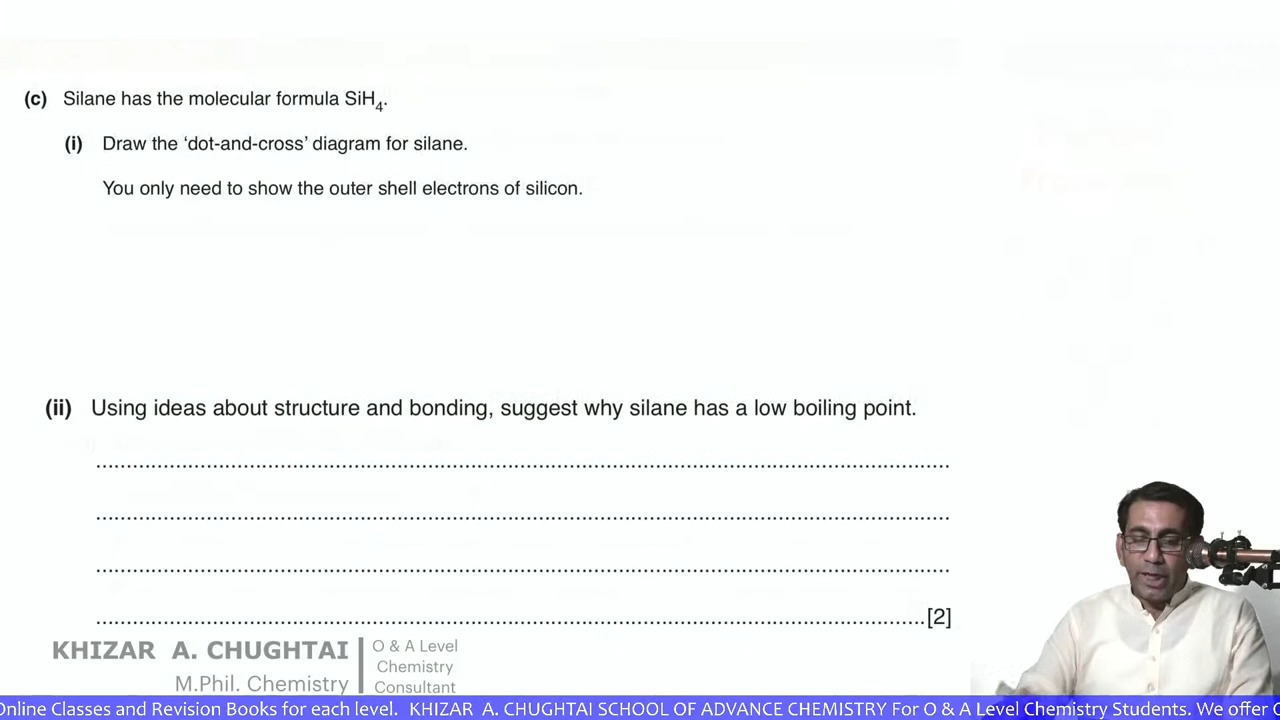 (c) Silane has the molecular formula SiH4.
(i) Draw the ‘dot-and-cross’ diagram for silane.
You only need to show the outer shell electrons of silicon.
(ii) Using ideas about structure and bonding, suggest why silane has a low boiling point.
[2]
KHIZAR A. CHUGHTAI
M.Phil. Chemistry
O & A Level
Chemistry
Consultant
Online Classes and Revision Books for each level. KHIZAR A. CHUGHTAI SCHOOL OF ADVANCE CHEMISTRY For O & A Level Chemistry Students. We offer